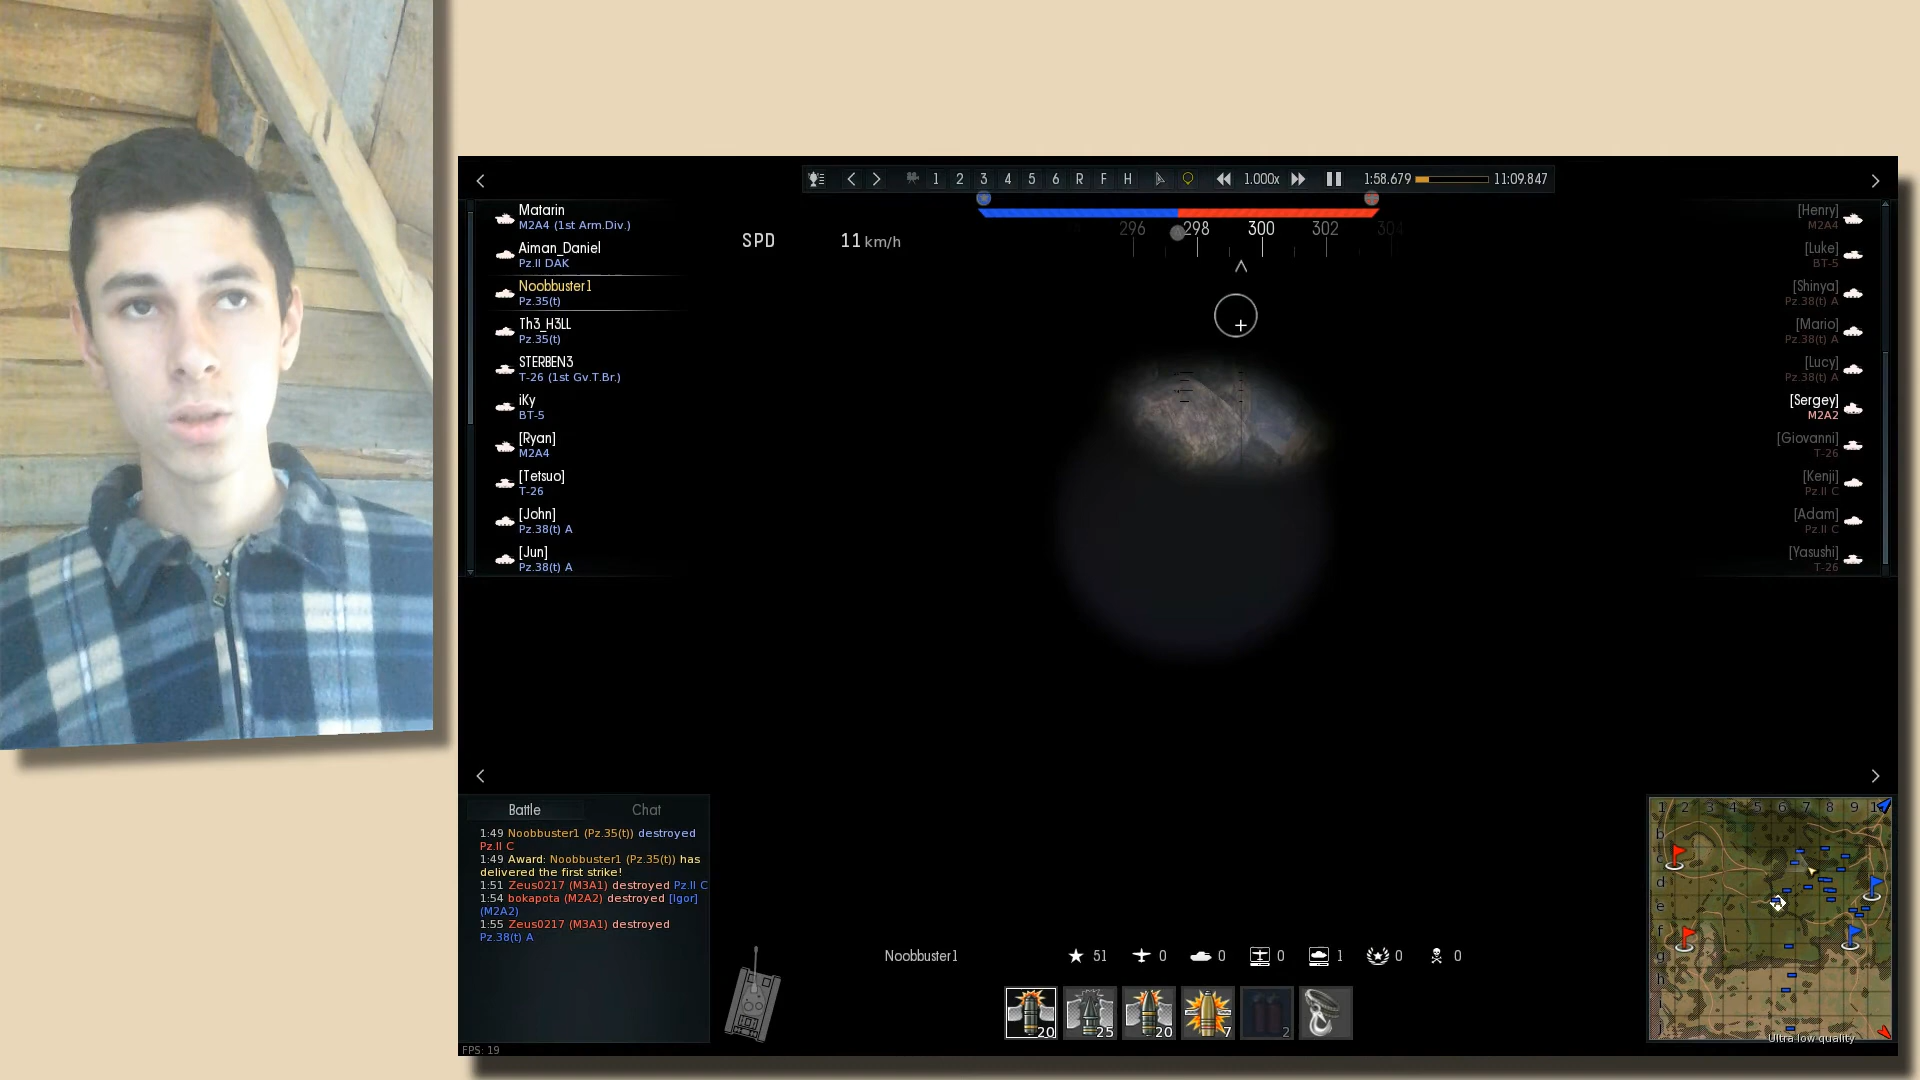 1 2 3 4 5 6 R F H 1.000x 1:58.679 11:09.847
SPD 11 km/h
296 298 300 302 304
Matarin
M2A4 (1st Arm.Div.)
Aiman_Daniel
Pz.II DAK
Noobbuster1
Pz.35(t)
Th3_H3LL
Pz.35(t)
STERBEN3
T-26 (1st Gv.T.Br.)
iKy
BT-5
[Ryan]
M2A4
[Tetsuo]
T-26
[John]
Pz.38(t) A
[Jun]
Pz.38(t) A
[Henry]
M2A4
[Luke]
BT-5
[Shinya]
Pz.38(t) A
[Mario]
Pz.38(t) A
[Lucy]
Pz.38(t) A
[Sergey]
M2A2
[Giovanni]
T-26
[Kenji]
Pz.II C
[Adam]
Pz.II C
[Yasushi]
T-26
Battle Chat
1:49 Noobbuster1 (Pz.35(t)) destroyed
Pz.II C
1:49 Award: Noobbuster1 (Pz.35(t)) has
delivered the first strike!
1:51 Zeus0217 (M3A1) destroyed Pz.II C
1:54 bokapota (M2A2) destroyed [Igor]
(M2A2)
1:55 Zeus0217 (M3A1) destroyed
Pz.38(t) A
FPS: 19
Noobbuster1 51 0 0 0 1 0 0
20 25 20 7 2
1 2 3 4 5 6 7 8 9
b
c
d
e
f
g
h
i
j
Ultra low quality